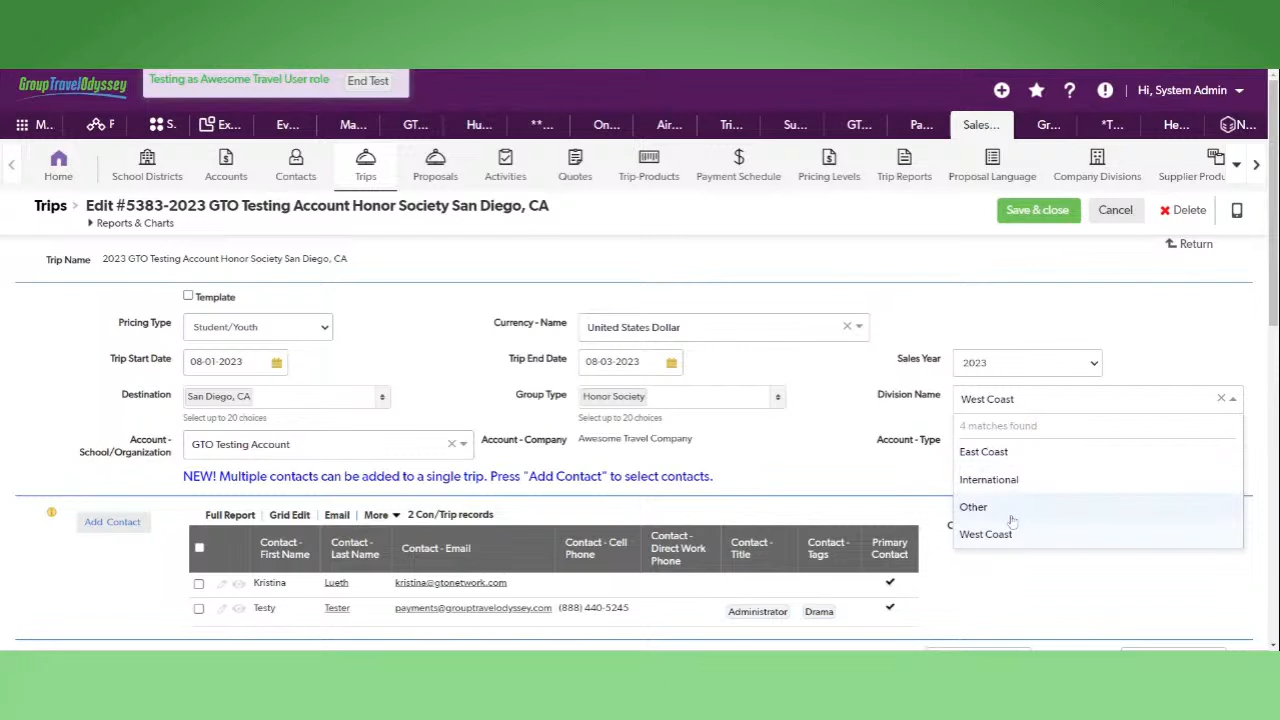 GroupTravelOdyssey
Testing as Awesome Travel User role End Test
Hi, System Admin
M... F S. Ex... Ev... Ma... GT... Hu... **... On... Air... Tri... Su... GT... Pa... Sales... Gr... *T... He... N...
Home School Districts Accounts Contacts Trips Proposals Activities Quotes Trip-Products Payment Schedule Pricing Levels Trip Reports Proposal Language Company Divisions Supplier Produ
Trips > Edit #5383-2023 GTO Testing Account Honor Society San Diego, CA
Save & close Cancel Delete
Reports & Charts
Return
Trip Name 2023 GTO Testing Account Honor Society San Diego, CA
Template
Pricing Type Student/Youth Currency - Name United States Dollar
Trip Start Date 08-01-2023 Trip End Date 08-03-2023 Sales Year 2023
Destination San Diego, CA Group Type Honor Society Division Name West Coast
Select up to 20 choices Select up to 20 choices
4 matches found
East Coast
International
Other
West Coast
Account - School/Organization GTO Testing Account Account - Company Awesome Travel Company Account - Type
NEW! Multiple contacts can be added to a single trip. Press "Add Contact" to select contacts.
Add Contact Full Report Grid Edit Email More 2 Con/Trip records
Contact - First Name Contact - Last Name Contact - Email Contact - Cell Phone Contact - Direct Work Phone Contact - Title Contact - Tags Primary Contact
Kristina Lueth kristina@gtonetwork.com
Testy Tester payments@grouptravelodyssey.com (888) 440-5245 Administrator Drama